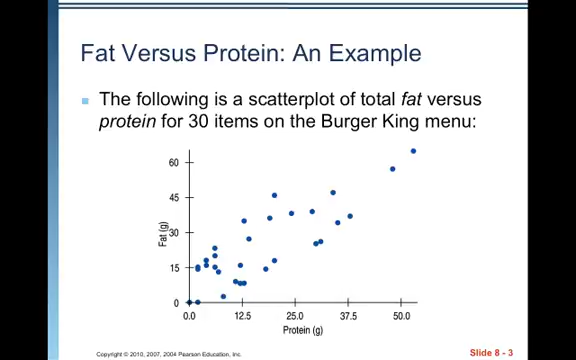 Fat Versus Protein: An Example
The following is a scatterplot of total fat versus
protein for 30 items on the Burger King menu:
60
45
30
15
0
Fat (g)
0.0 12.5 25.0 37.5 50.0
Protein (g)
Copyright © 2010, 2007, 2004 Pearson Education, Inc.
Slide 8 - 3